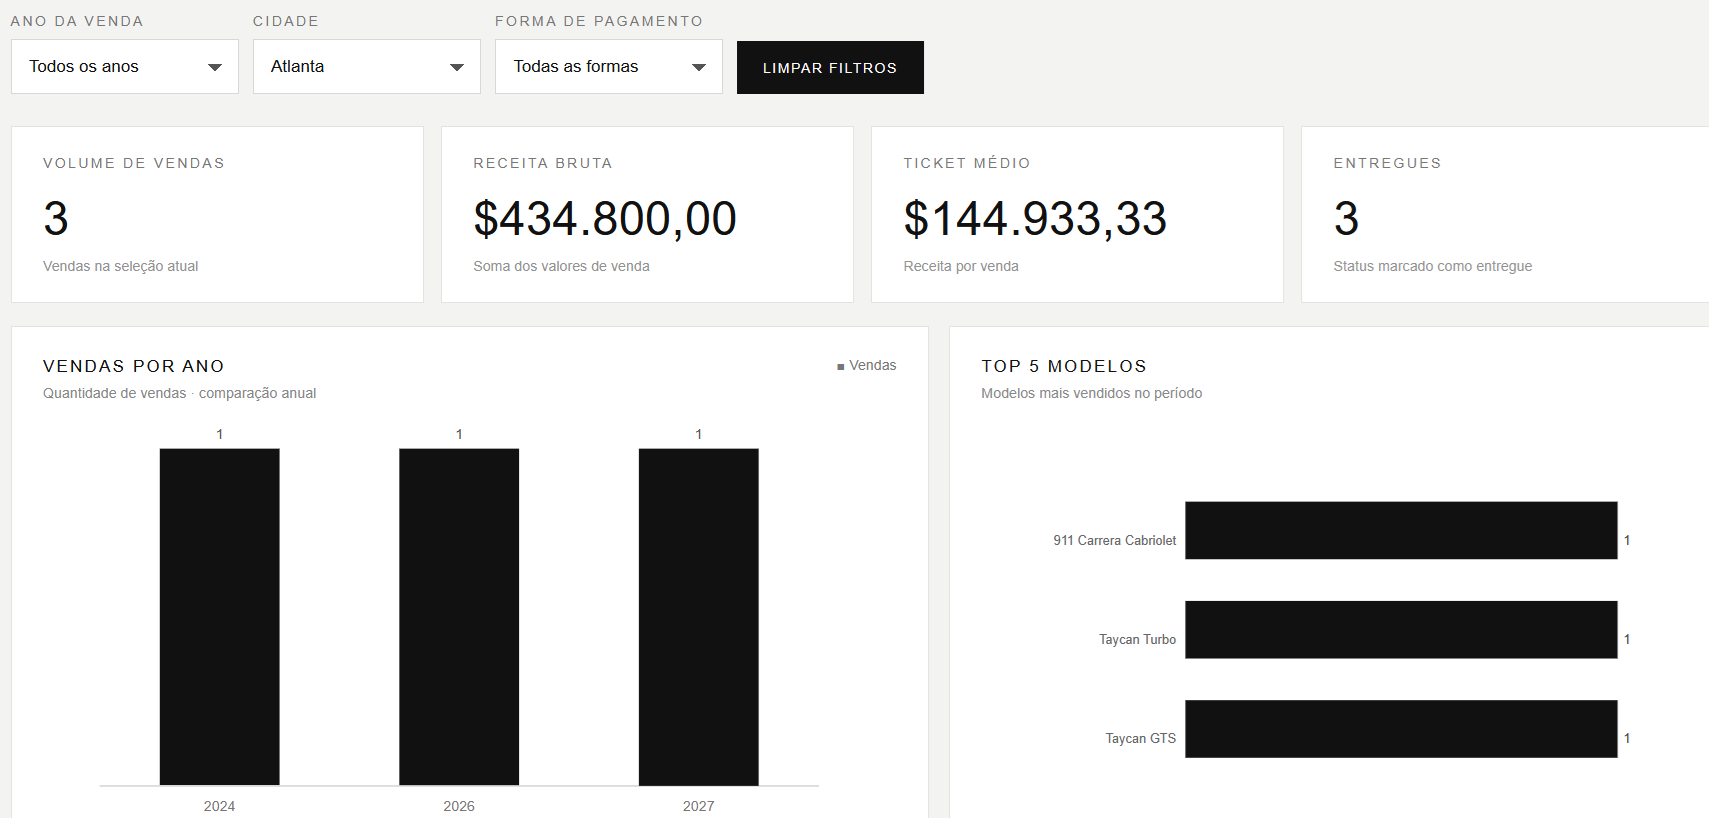 ANO DA VENDA
CIDADE
FORMA DE PAGAMENTO
Todos os anos
Atlanta
Todas as formas
LIMPAR FILTROS
VOLUME DE VENDAS
3
Vendas na seleção atual
RECEITA BRUTA
$434.800,00
Soma dos valores de venda
TICKET MÉDIO
$144.933,33
Receita por venda
ENTREGUES
3
Status marcado como entregue
VENDAS POR ANO
Vendas
Quantidade de vendas · comparação anual
1
1
1
2024
2026
2027
TOP 5 MODELOS
Modelos mais vendidos no período
911 Carrera Cabriolet
1
Taycan Turbo
1
Taycan GTS
1